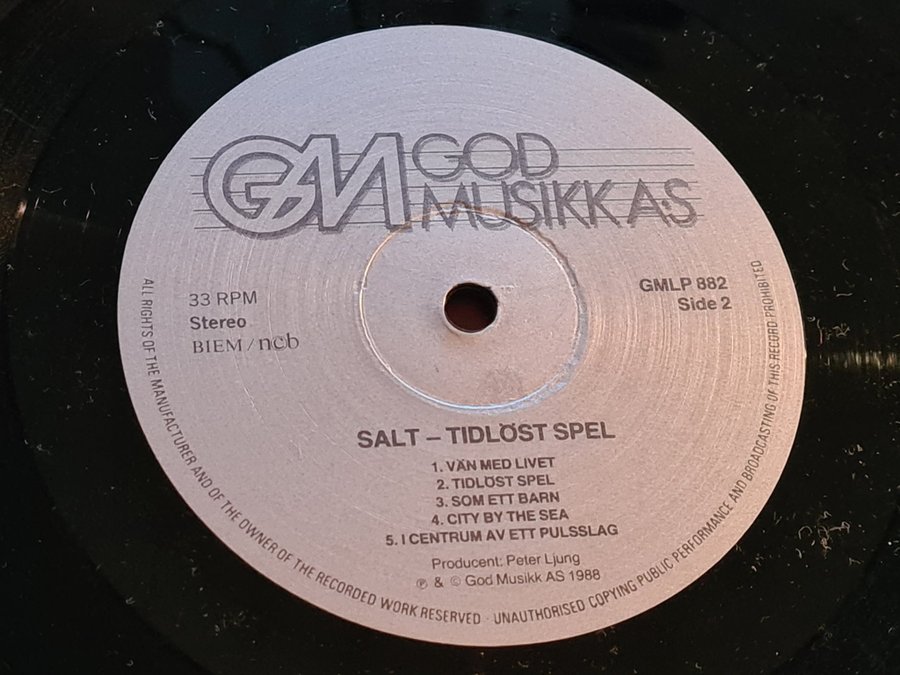 GM GOD
MUSIKK A·S
33 RPM
Stereo
BIEM / ncb
GMLP 882
Side 2
SALT – TIDLÖST SPEL
1. VÄN MED LIVET
2. TIDLÖST SPEL
3. SOM ETT BARN
4. CITY BY THE SEA
5. I CENTRUM AV ETT PULSSLAG
Producent: Peter Ljung
℗ & © God Musikk AS 1988
ALL RIGHTS OF THE MANUFACTURER AND OF THE OWNER OF THE RECORDED WORK RESERVED · UNAUTHORISED COPYING PUBLIC PERFORMANCE AND BROADCASTING OF THIS RECORD PROHIBITED